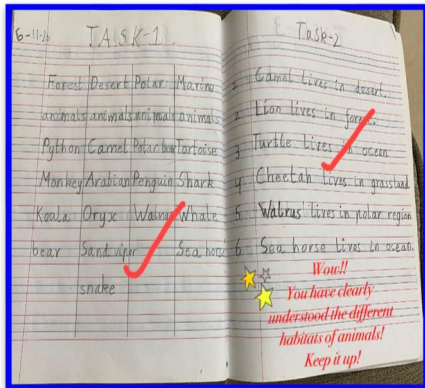 6-11-20
TASK-1.
Forest Desert Polar Marine
animals animals animals animals
Python Camel Polar bear Tortoise
Monkey Arabian Penguin Shark
Koala Oryx Walrus Whale
bear Sandviper Sea horse
snake
Task-2
1 Camel lives in desert.
2 Lion lives in forest.
3 Turtle lives in ocean
4 Cheetah lives in grassland
5 Walrus lives in polar region
6. Sea horse lives in ocean.
Wow!!
You have clearly
understood the different
habitats of animals!
Keep it up!